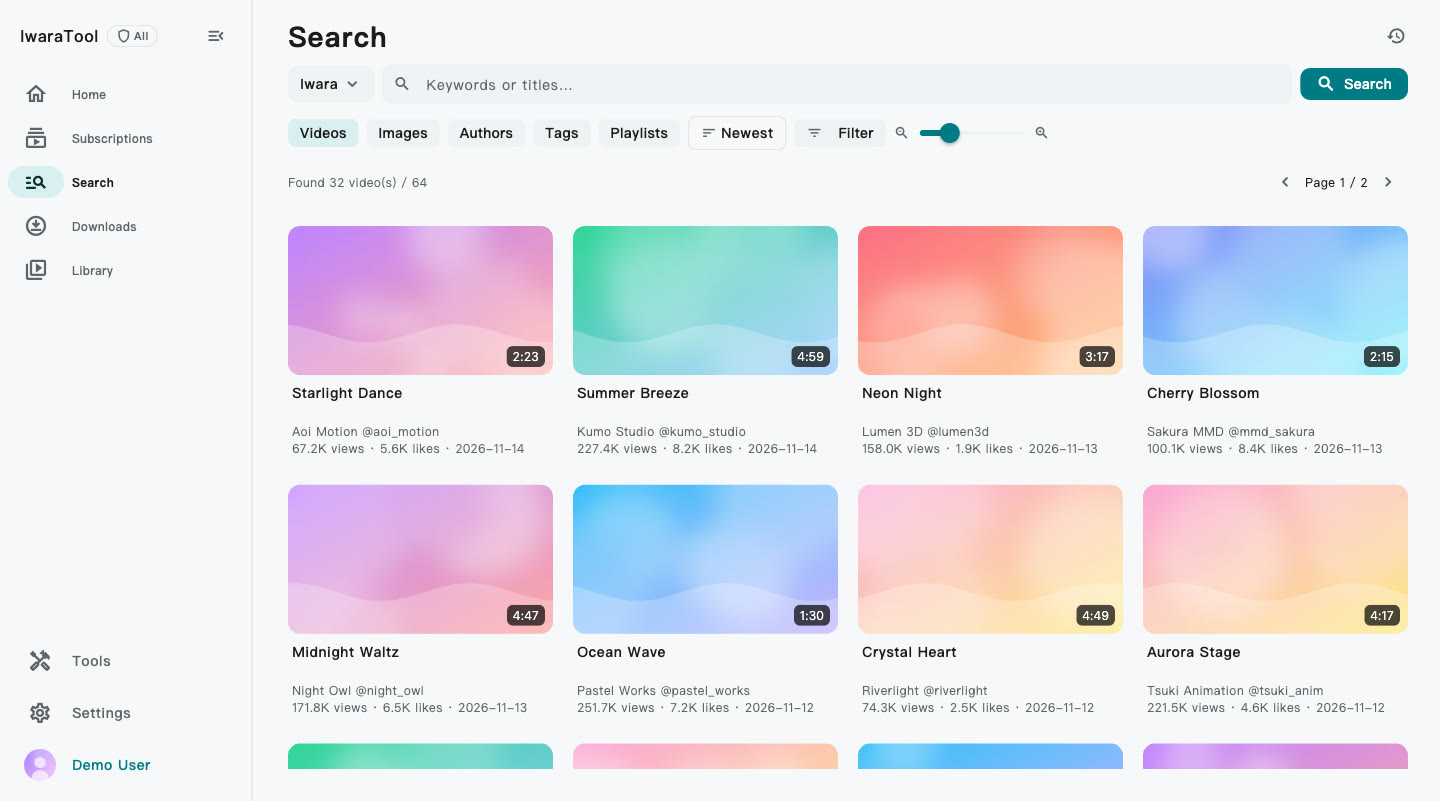 IwaraTool
All
Home
Subscriptions
Search
Downloads
Library
Tools
Settings
Demo User
Search
Iwara
Keywords or titles...
Search
Videos
Images
Authors
Tags
Playlists
Newest
Filter
Found 32 video(s) / 64
Page 1 / 2
2:23
4:59
3:17
2:15
Starlight Dance
Summer Breeze
Neon Night
Cherry Blossom
Aoi Motion @aoi_motion
67.2K views · 5.6K likes · 2026-11-14
Kumo Studio @kumo_studio
227.4K views · 8.2K likes · 2026-11-14
Lumen 3D @lumen3d
158.0K views · 1.9K likes · 2026-11-13
Sakura MMD @mmd_sakura
100.1K views · 8.4K likes · 2026-11-13
4:47
1:30
4:49
4:17
Midnight Waltz
Ocean Wave
Crystal Heart
Aurora Stage
Night Owl @night_owl
171.8K views · 6.5K likes · 2026-11-13
Pastel Works @pastel_works
251.7K views · 7.2K likes · 2026-11-12
Riverlight @riverlight
74.3K views · 2.5K likes · 2026-11-12
Tsuki Animation @tsuki_anim
221.5K views · 4.6K likes · 2026-11-12